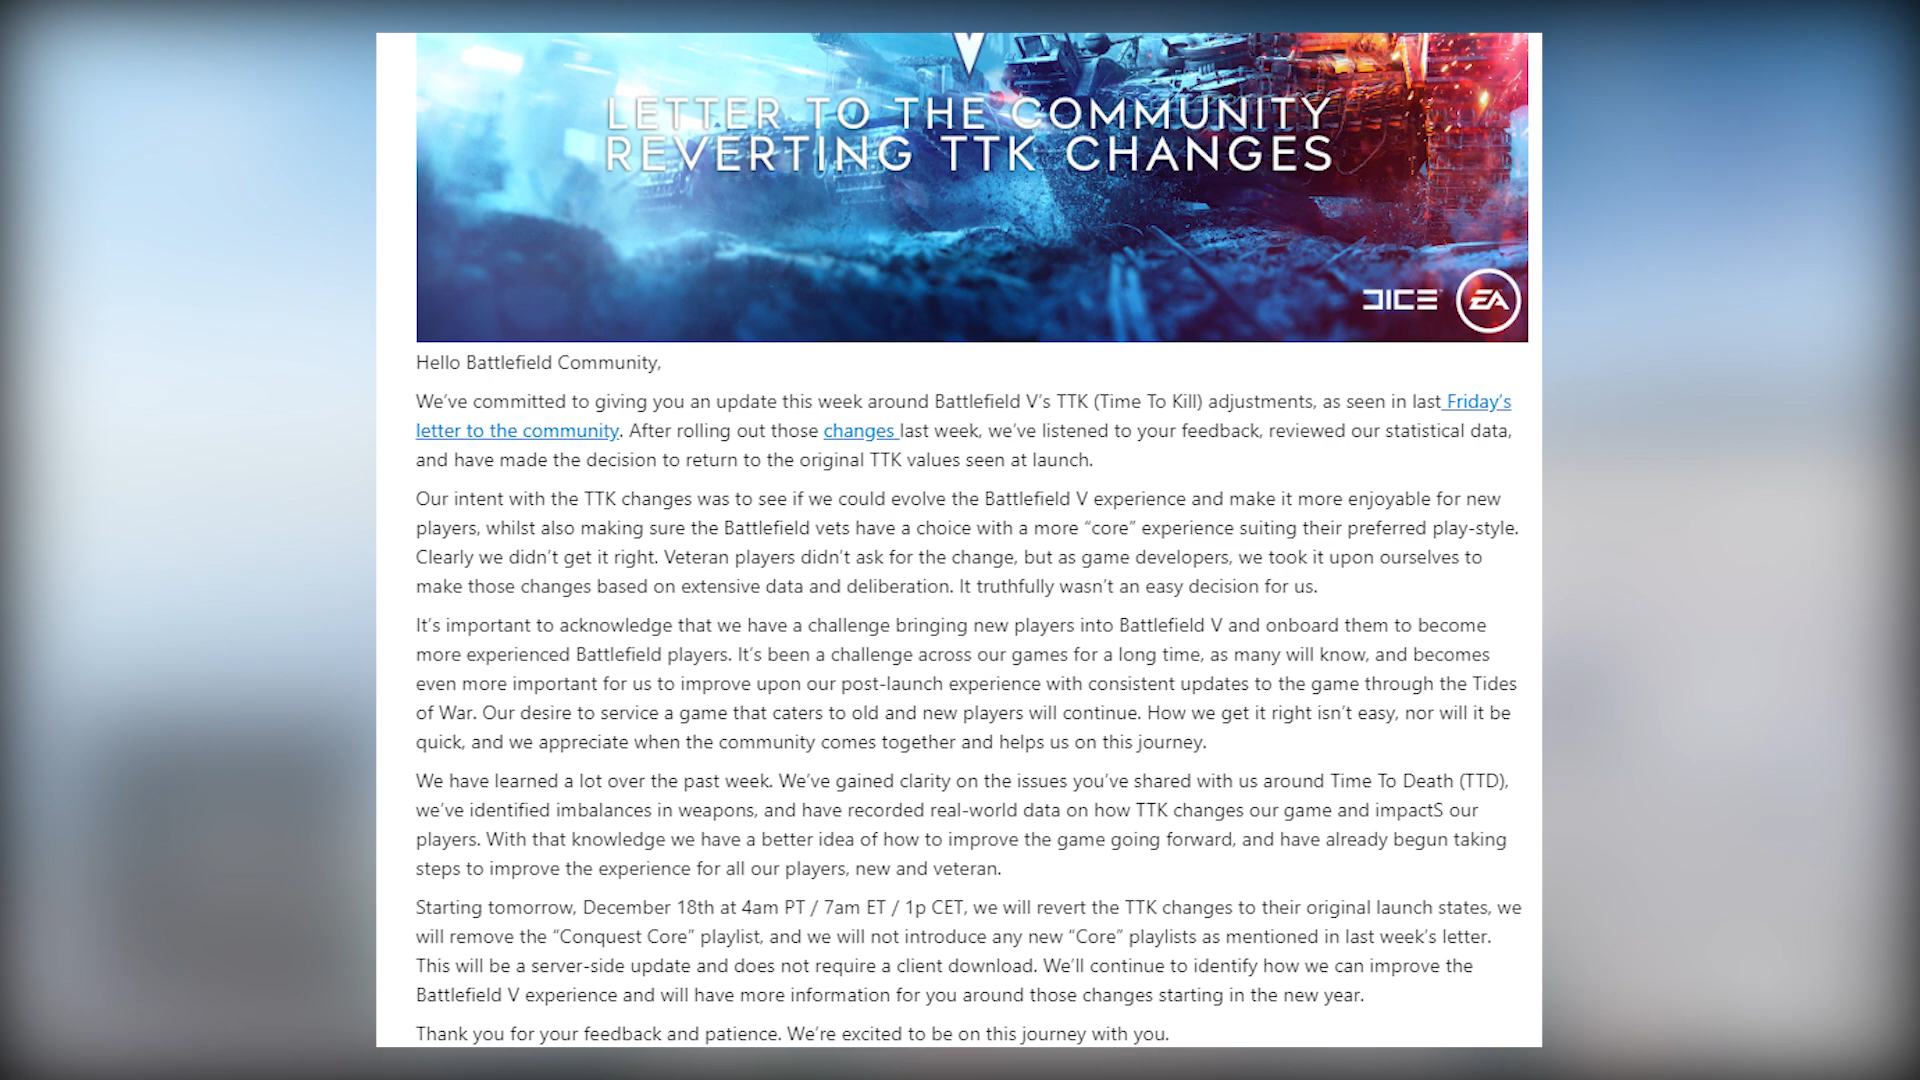 V
LETTER TO THE COMMUNITY
REVERTING TTK CHANGES
DICE EA
Hello Battlefield Community,
We’ve committed to giving you an update this week around Battlefield V’s TTK (Time To Kill) adjustments, as seen in last Friday’s
letter to the community. After rolling out those changes last week, we’ve listened to your feedback, reviewed our statistical data,
and have made the decision to return to the original TTK values seen at launch.
Our intent with the TTK changes was to see if we could evolve the Battlefield V experience and make it more enjoyable for new
players, whilst also making sure the Battlefield vets have a choice with a more “core” experience suiting their preferred play-style.
Clearly we didn’t get it right. Veteran players didn’t ask for the change, but as game developers, we took it upon ourselves to
make those changes based on extensive data and deliberation. It truthfully wasn’t an easy decision for us.
It’s important to acknowledge that we have a challenge bringing new players into Battlefield V and onboard them to become
more experienced Battlefield players. It’s been a challenge across our games for a long time, as many will know, and becomes
even more important for us to improve upon our post-launch experience with consistent updates to the game through the Tides
of War. Our desire to service a game that caters to old and new players will continue. How we get it right isn’t easy, nor will it be
quick, and we appreciate when the community comes together and helps us on this journey.
We have learned a lot over the past week. We’ve gained clarity on the issues you’ve shared with us around Time To Death (TTD),
we’ve identified imbalances in weapons, and have recorded real-world data on how TTK changes our game and impactS our
players. With that knowledge we have a better idea of how to improve the game going forward, and have already begun taking
steps to improve the experience for all our players, new and veteran.
Starting tomorrow, December 18th at 4am PT / 7am ET / 1p CET, we will revert the TTK changes to their original launch states, we
will remove the “Conquest Core” playlist, and we will not introduce any new “Core” playlists as mentioned in last week’s letter.
This will be a server-side update and does not require a client download. We’ll continue to identify how we can improve the
Battlefield V experience and will have more information for you around those changes starting in the new year.
Thank you for your feedback and patience. We’re excited to be on this journey with you.